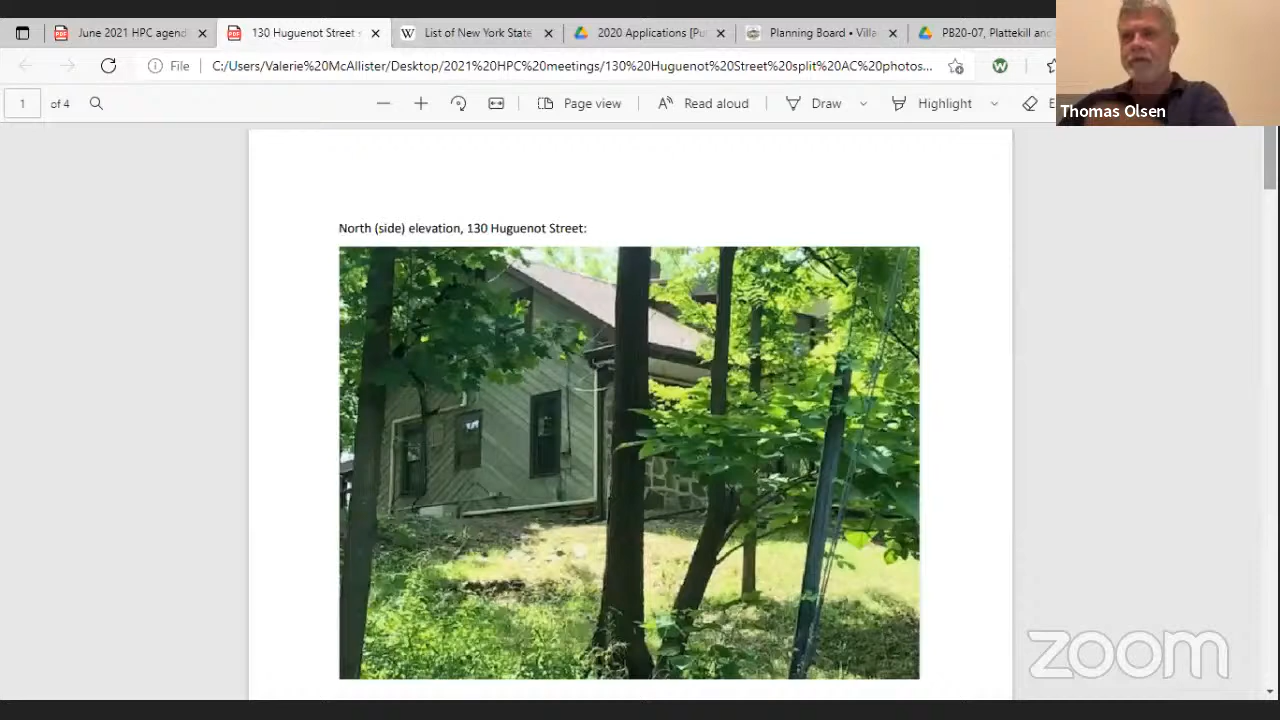 June 2021 HPC agend
130 Huguenot Street s
List of New York State
2020 Applications [Pu
Planning Board • Villa
PB20-07, Plattekill and
File
C:/Users/Valerie%20McAllister/Desktop/2021%20HPC%20meetings/130%20Huguenot%20Street%20split%20AC%20photos...
1 of 4
Page view
Read aloud
Draw
Highlight
E
Thomas Olsen
North (side) elevation, 130 Huguenot Street:
zoom